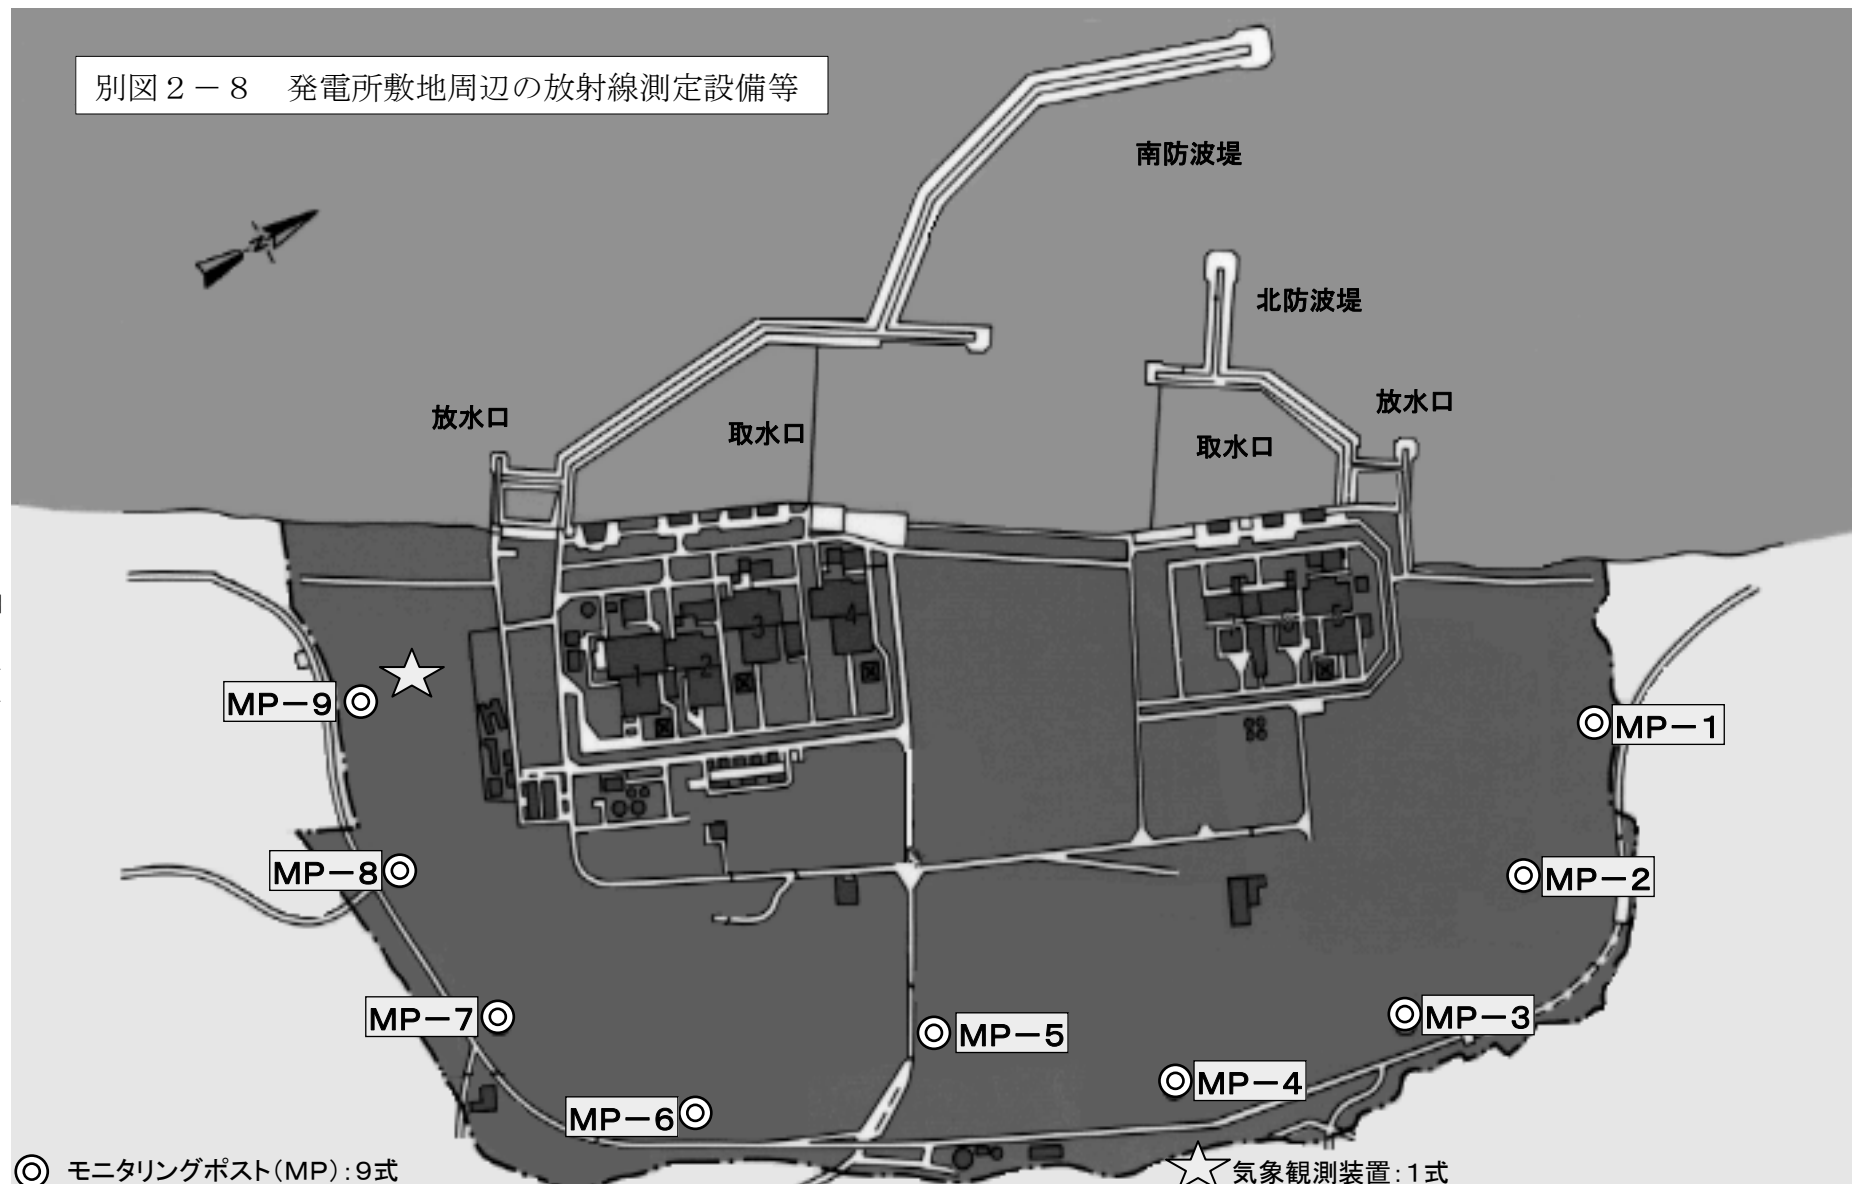 別図2-8 発電所敷地周辺の放射線測定設備等
南防波堤
北防波堤
放水口
取水口
放水口
取水口
N
1
2
3
4
MP-9
MP-1
MP-8
MP-2
MP-7
MP-5
MP-3
MP-4
MP-6
モニタリングポスト(MP):9式
気象観測装置:1式